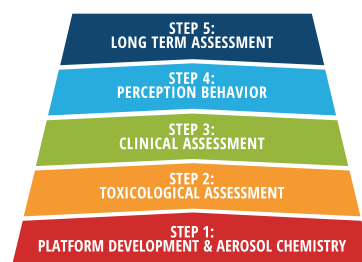 STEP 5:
LONG TERM ASSESSMENT
STEP 4:
PERCEPTION BEHAVIOR
STEP 3:
CLINICAL ASSESSMENT
STEP 2:
TOXICOLOGICAL ASSESSMENT
STEP 1:
PLATFORM DEVELOPMENT & AEROSOL CHEMISTRY